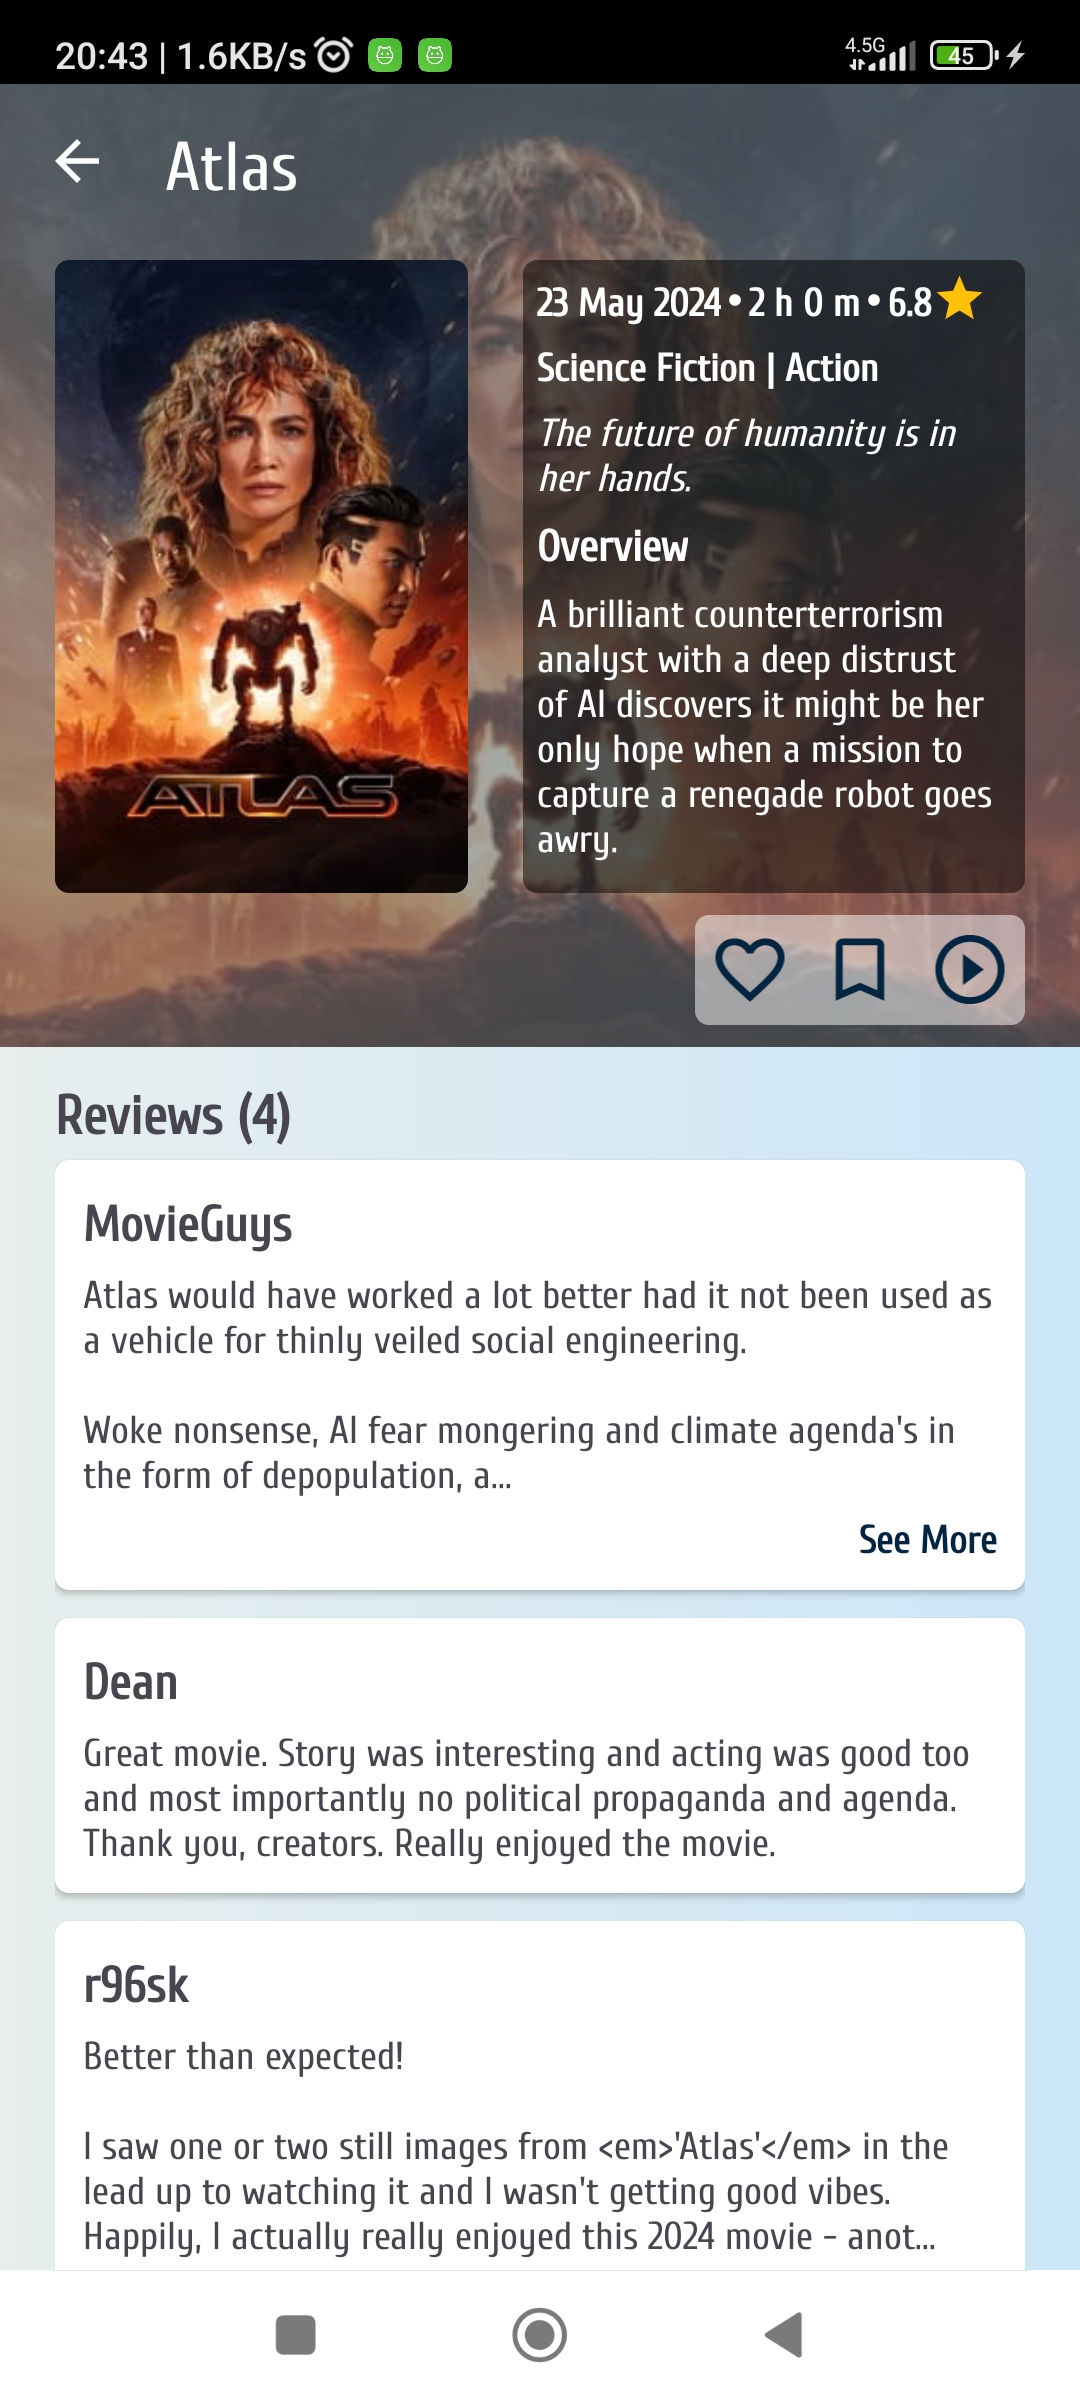 20:43 | 1.6KB/s
4.5G
45
Atlas
23 May 2024 • 2 h 0 m • 6.8
Science Fiction | Action
The future of humanity is in
her hands.
Overview
A brilliant counterterrorism
analyst with a deep distrust
of AI discovers it might be her
only hope when a mission to
capture a renegade robot goes
awry.
ATLAS
Reviews (4)
MovieGuys
Atlas would have worked a lot better had it not been used as
a vehicle for thinly veiled social engineering.
Woke nonsense, AI fear mongering and climate agenda's in
the form of depopulation, a...
See More
Dean
Great movie. Story was interesting and acting was good too
and most importantly no political propaganda and agenda.
Thank you, creators. Really enjoyed the movie.
r96sk
Better than expected!
I saw one or two still images from <em>'Atlas'</em> in the
lead up to watching it and I wasn't getting good vibes.
Happily, I actually really enjoyed this 2024 movie - anot...